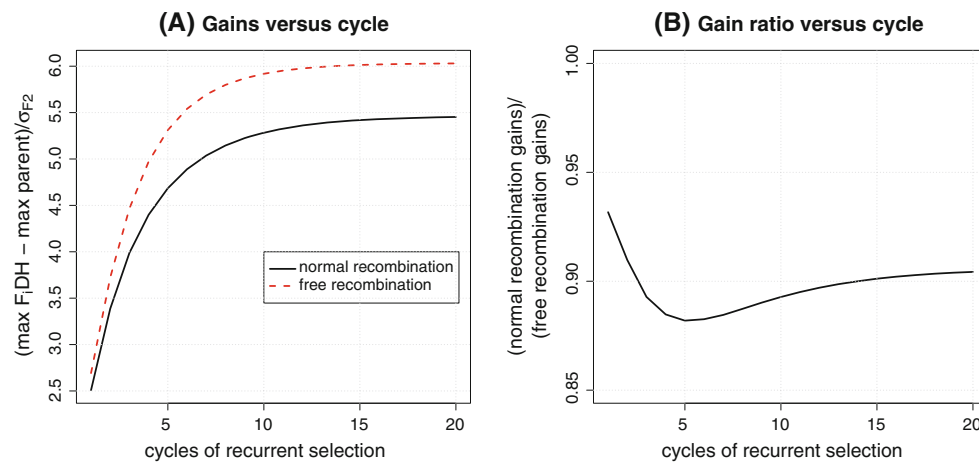 (A) Gains versus cycle
(max FᵢDH – max parent)/σF2
6.0
5.5
5.0
4.5
4.0
3.5
3.0
2.5
normal recombination
free recombination
5 10 15 20
cycles of recurrent selection
(B) Gain ratio versus cycle
(normal recombination gains)/
(free recombination gains)
1.00
0.95
0.90
0.85
5 10 15 20
cycles of recurrent selection